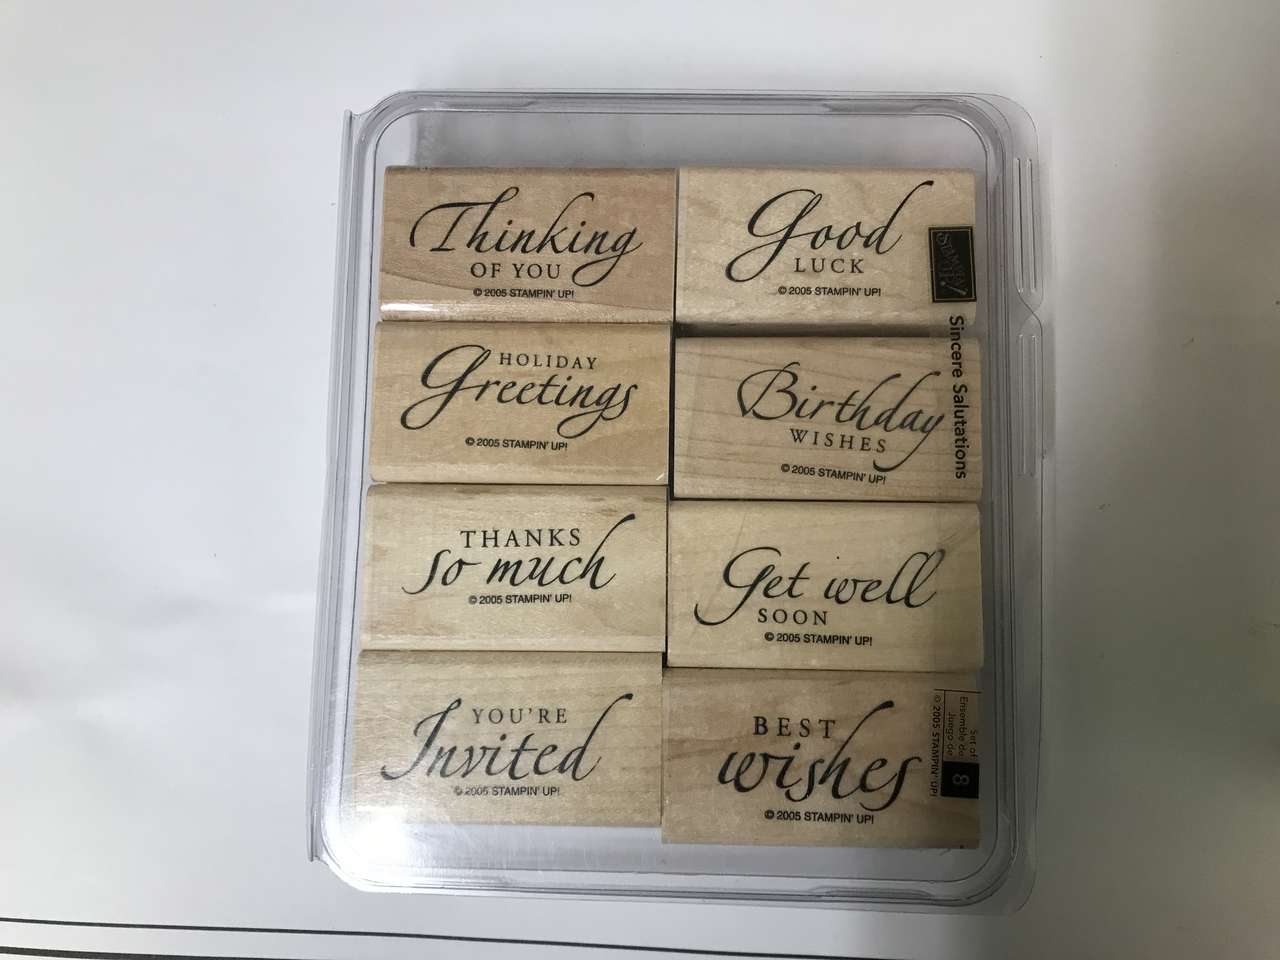 Thinking
OF YOU
© 2005 STAMPIN' UP!
Good
LUCK
© 2005 STAMPIN' UP!
STAMPIN' UP!
Sincere Salutations
HOLIDAY
Greetings
© 2005 STAMPIN' UP!
Birthday
WISHES
© 2005 STAMPIN' UP!
THANKS
so much
© 2005 STAMPIN' UP!
Get well
SOON
© 2005 STAMPIN' UP!
YOU'RE
Invited
© 2005 STAMPIN' UP!
BEST
wishes
© 2005 STAMPIN' UP!
Set of
Ensemble de
Juego de
8
© 2005 STAMPIN' UP!